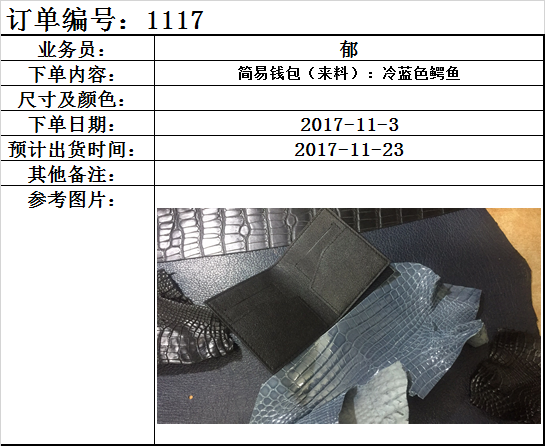 订单编号：1117
业务员： 郁
下单内容： 简易钱包（来料）：冷蓝色鳄鱼
尺寸及颜色：
下单日期： 2017-11-3
预计出货时间： 2017-11-23
其他备注：
参考图片：